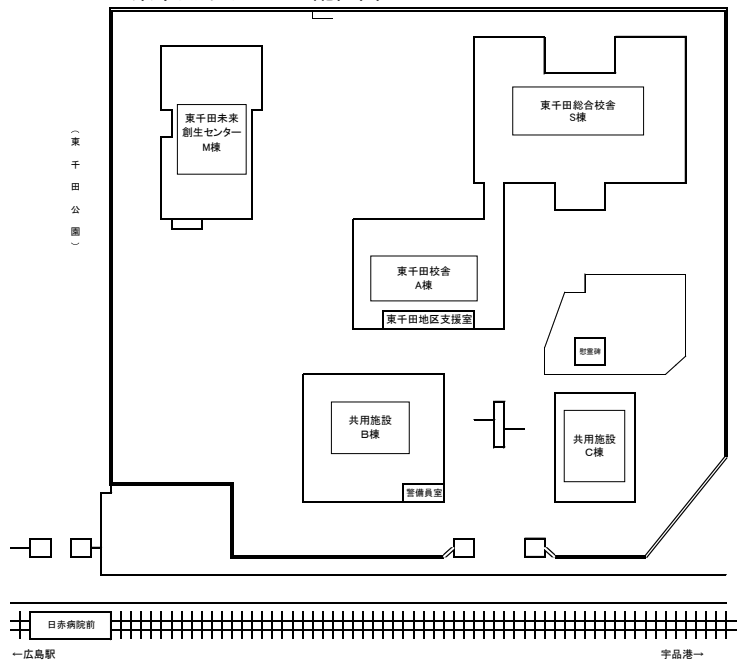 東千田未来
創生センター
M棟
東千田総合校舎
S棟
（東千田公園）
東千田校舎
A棟
東千田地区支援室
慰霊碑
共用施設
B棟
共用施設
C棟
警備員室
日赤病院前
←広島駅
宇品港→